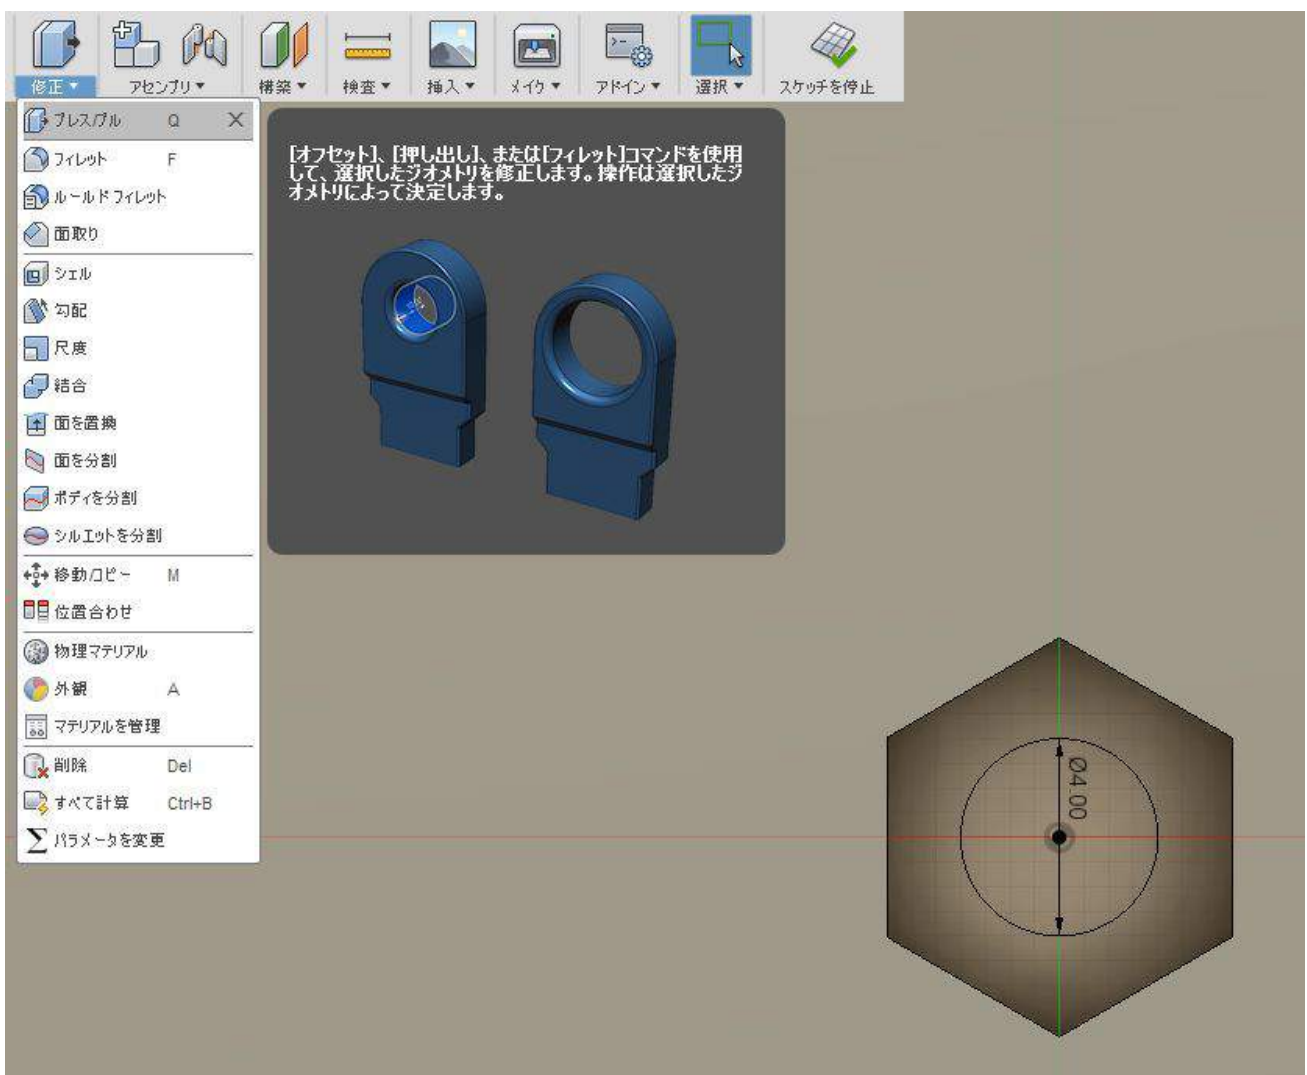 修正▼ アセンブリ▼ 構築▼ 検査▼ 挿入▼ メイク▼ アドイン▼ 選択▼ スケッチを停止
プレス/プル Q X
フィレット F
ルールド フィレット
面取り
シェル
勾配
尺度
結合
面を置換
面を分割
ボディを分割
シルエットを分割
移動/コピー M
位置合わせ
物理マテリアル
外観 A
マテリアルを管理
削除 Del
すべて計算 Ctrl+B
パラメータを変更
[オフセット]、[押し出し]、または[フィレット]コマンドを使用
して、選択したジオメトリを修正します。操作は選択したジ
オメトリによって決定します。
Ø4.00